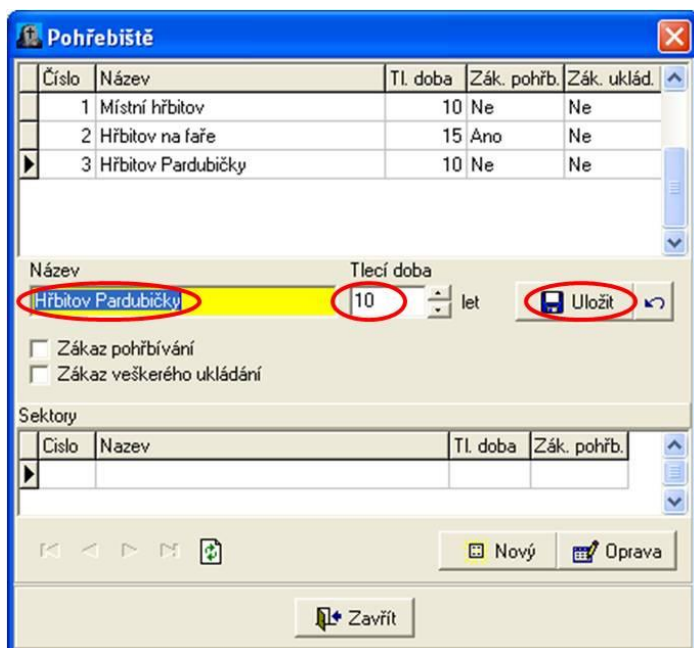 Pohřebiště
Číslo Název Tl. doba Zák. pohřb. Zák. uklád.
1 Místní hřbitov 10 Ne Ne
2 Hřbitov na faře 15 Ano Ne
3 Hřbitov Pardubičky 10 Ne Ne
Název Tlecí doba
Hřbitov Pardubičky 10 let Uložit
Zákaz pohřbívání
Zákaz veškerého ukládání
Sektory
Cislo Nazev Tl. doba Zák. pohřb.
Nový Oprava
Zavřít